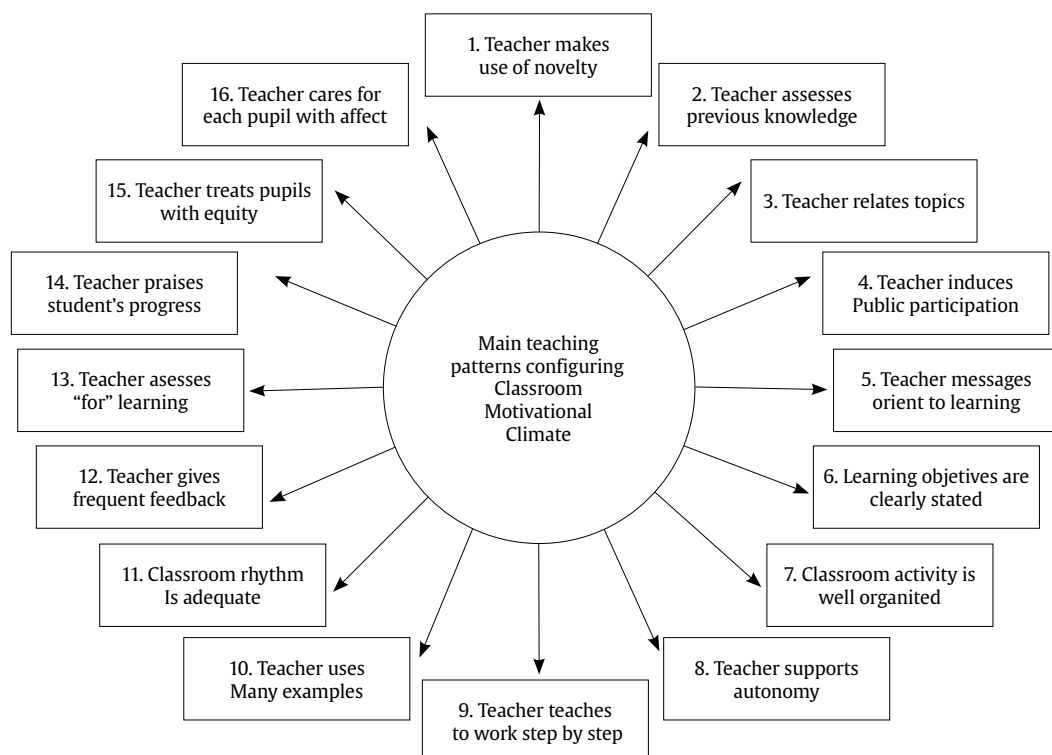 1. Teacher makes
use of novelty
2. Teacher assesses
previous knowledge
3. Teacher relates topics
4. Teacher induces
Public participation
5. Teacher messages
orient to learning
6. Learning objetives are
clearly stated
7. Classroom activity is
well organited
8. Teacher supports
autonomy
9. Teacher teaches
to work step by step
10. Teacher uses
Many examples
11. Classroom rhythm
Is adequate
12. Teacher gives
frequent feedback
13. Teacher asesses
“for” learning
14. Teacher praises
student’s progress
15. Teacher treats pupils
with equity
16. Teacher cares for
each pupil with affect
Main teaching
patterns configuring
Classroom
Motivational
Climate